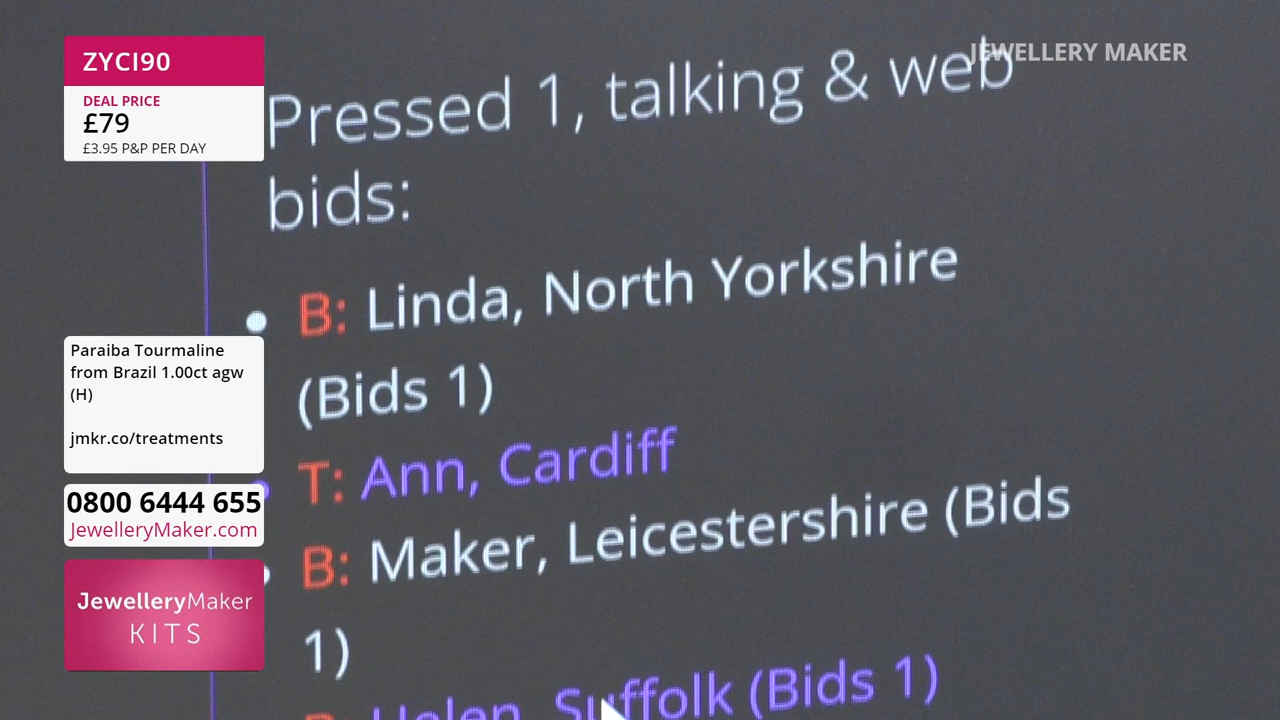 ZYCI90
DEAL PRICE
£79
£3.95 P&P PER DAY
JEWELLERY MAKER
Pressed 1, talking & web
bids:
• B: Linda, North Yorkshire
(Bids 1)
• T: Ann, Cardiff
• B: Maker, Leicestershire (Bids
1)
B: Helen, Suffolk (Bids 1)
Paraiba Tourmaline
from Brazil 1.00ct agw
(H)
jmkr.co/treatments
0800 6444 655
JewelleryMaker.com
JewelleryMaker
KITS